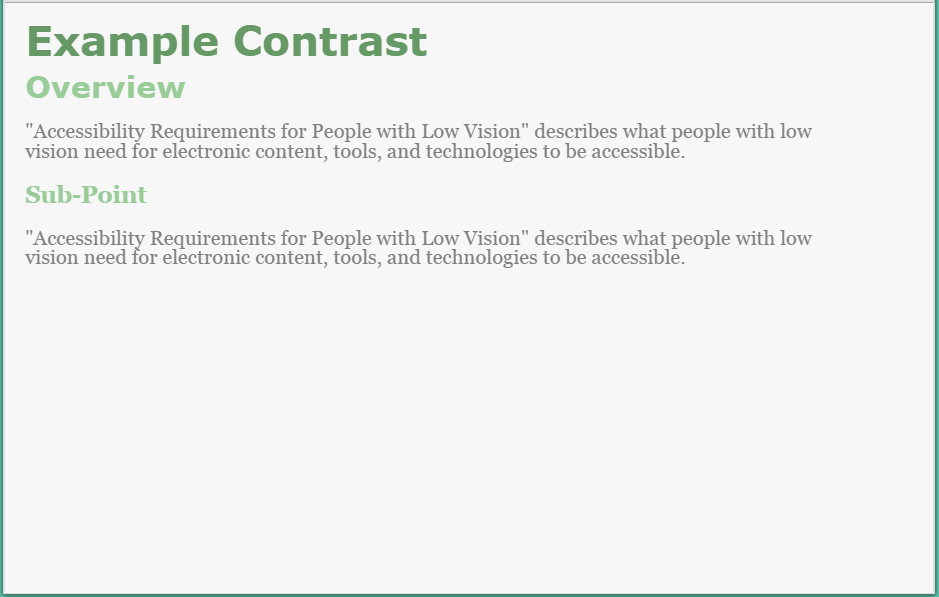 Example Contrast
Overview
"Accessibility Requirements for People with Low Vision" describes what people with low
vision need for electronic content, tools, and technologies to be accessible.
Sub-Point
"Accessibility Requirements for People with Low Vision" describes what people with low
vision need for electronic content, tools, and technologies to be accessible.